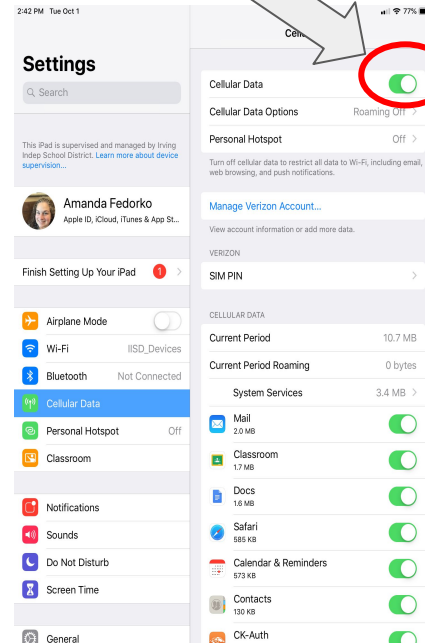 2:42 PM Tue Oct 1
77%
Settings
Search
This iPad is supervised and managed by Irving
Indep School District. Learn more about device
supervision...
Amanda Fedorko
Apple ID, iCloud, iTunes & App St...
Finish Setting Up Your iPad 1
Airplane Mode
Wi-Fi IISD_Devices
Bluetooth Not Connected
Cellular Data
Personal Hotspot Off
Classroom
Notifications
Sounds
Do Not Disturb
Screen Time
General
Cellular Data
Cellular Data Options Roaming Off
Personal Hotspot Off
Turn off cellular data to restrict all data to Wi-Fi, including email,
web browsing, and push notifications.
Manage Verizon Account...
View account information or add more data.
VERIZON
SIM PIN
CELLULAR DATA
Current Period 10.7 MB
Current Period Roaming 0 bytes
System Services 3.4 MB
Mail
2.0 MB
Classroom
1.7 MB
Docs
1.6 MB
Safari
585 KB
Calendar & Reminders
573 KB
Contacts
130 KB
CK-Auth